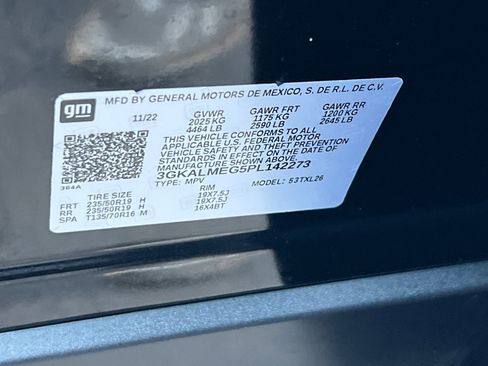 gm
MFD BY GENERAL MOTORS DE MEXICO, S. DE R.L. DE C.V.
11/22 GVWR GAWR FRT GAWR RR
2025 KG 1175 KG 1200 KG
4464 LB 2590 LB 2645 LB
THIS VEHICLE CONFORMS TO ALL
APPLICABLE U.S. FEDERAL MOTOR
VEHICLE SAFETY AND THEFT PREVENTION
STANDARDS IN EFFECT ON THE DATE OF
MANUFACTURE SHOWN ABOVE.
3GKALMEG5PL142273
384A
TYPE: MPV MODEL: 53TXL26
TIRE SIZE RIM
FRT 235/50R19 H 19X7.5J
RR 235/50R19 H 19X7.5J
SPA T135/70R16 M 16X4BT